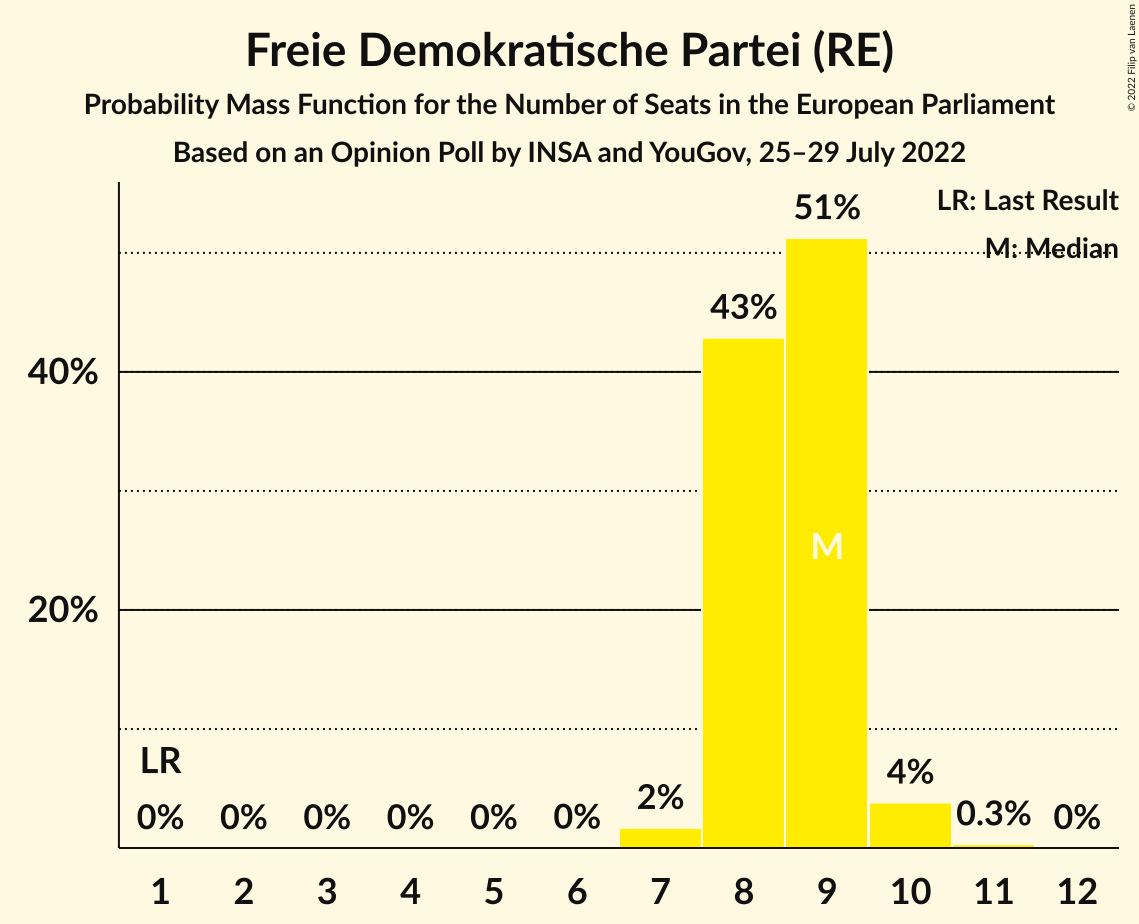 Freie Demokratische Partei (RE)
Probability Mass Function for the Number of Seats in the European Parliament
Based on an Opinion Poll by INSA and YouGov, 25–29 July 2022
© 2022 Filip van Laenen
LR: Last Result
M: Median
51%
43%
40%
M
20%
LR
0% 0% 0% 0% 0% 0% 2% 4% 0.3% 0%
1 2 3 4 5 6 7 8 9 10 11 12